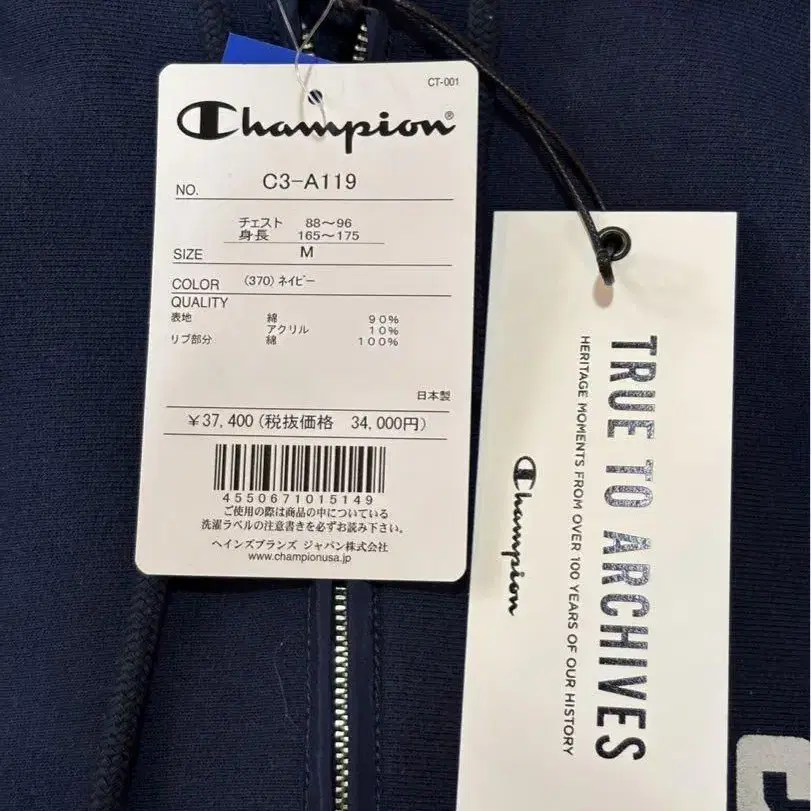 CT-001
Champion®
NO. C3-A119
チェスト 88～96
身長 165～175
SIZE M
COLOR (370) ネイビー
QUALITY
表地 綿 90%
アクリル 10%
リブ部分 綿 100%
日本製
￥37,400(税抜価格 34,000円)
4550671015149
ご使用の際は商品の中についている
洗濯ラベルの注意書きを必ずお読み下さい。
ヘインズブランズ ジャパン株式会社
www.championusa.jp
TRUE TO ARCHIVES
HERITAGE MOMENTS FROM OVER 100 YEARS OF OUR HISTORY
Champion